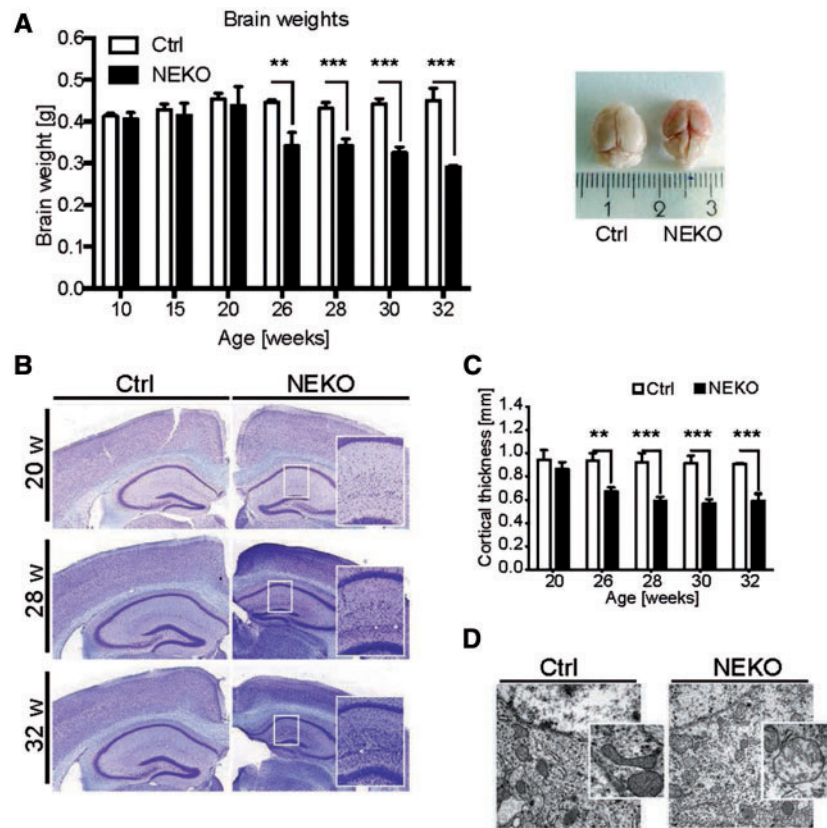 A
Brain weights
Ctrl
NEKO
** *** *** ***
Brain weight [g]
0.6
0.5
0.4
0.3
0.2
0.1
0.0
10 15 20 26 28 30 32
Age [weeks]
1 2 3
Ctrl NEKO
B
Ctrl NEKO
20 w
28 w
32 w
C
Ctrl NEKO
** *** *** ***
Cortical thickness [mm]
1.4
1.0
0.8
0.6
0.4
0.2
0.0
20 26 28 30 32
Age [weeks]
D
Ctrl NEKO